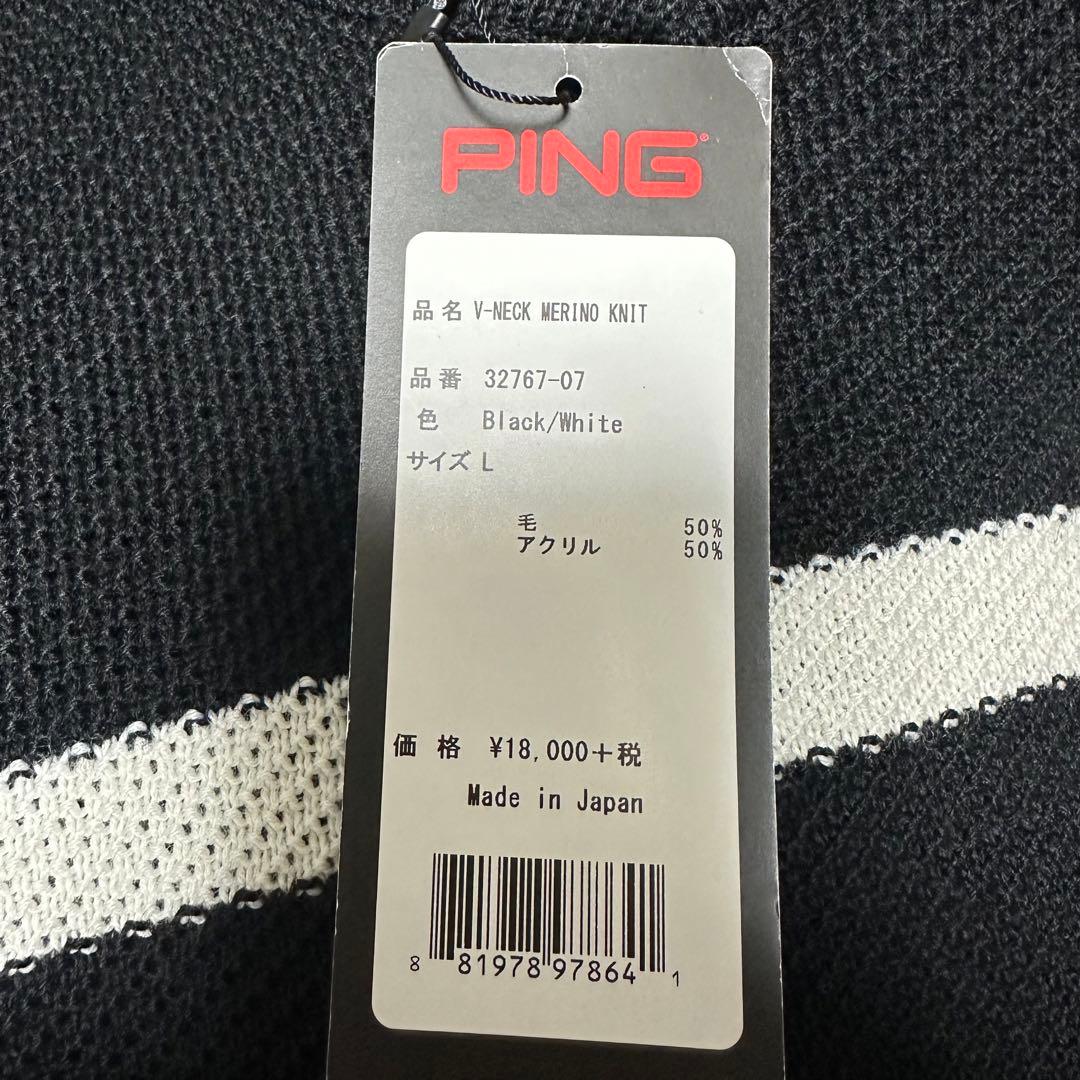 PING®
品名 V-NECK MERINO KNIT
品番 32767-07
色 Black/White
サイズ L
毛 50%
アクリル 50%
価格 ¥18,000+税
Made in Japan
8 81978 97864 1